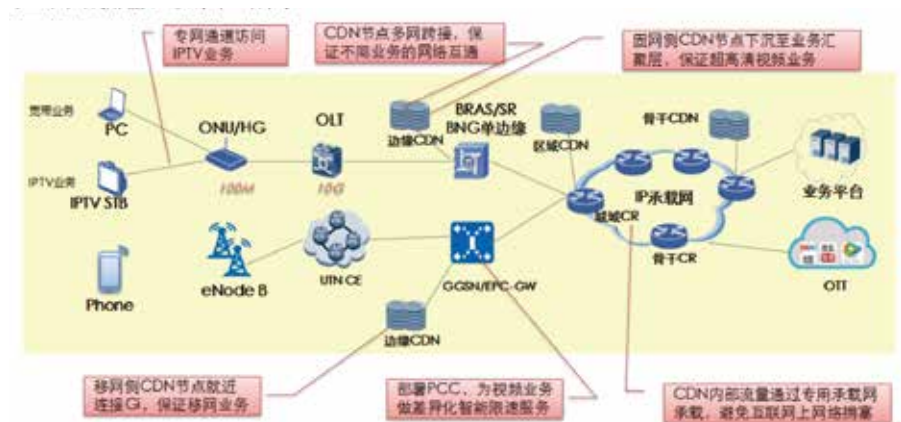 专网通道访问
IPTV业务
CDN节点多网跨接，保
证不同业务的网络互通
固网侧CDN节点下沉至业务汇
聚层，保证超高清视频业务
宽带业务
PC
ONU/HG
OLT
边缘CDN
BRAS/SR
BNG单边缘
区域CDN
骨干CDN
业务平台
IPTV业务
IPTV STB
100M
10G
IP承载网
城域CR
骨干CR
Phone
eNode B
UTN CE
GGSN/EPC-GW
OTT
边缘CDN
移网侧CDN节点就近
连接Gi，保证移网业务
部署PCC，为视频业务
做差异化智能限速服务
CDN内部流量通过专用承载网
承载，避免互联网上网络拥塞